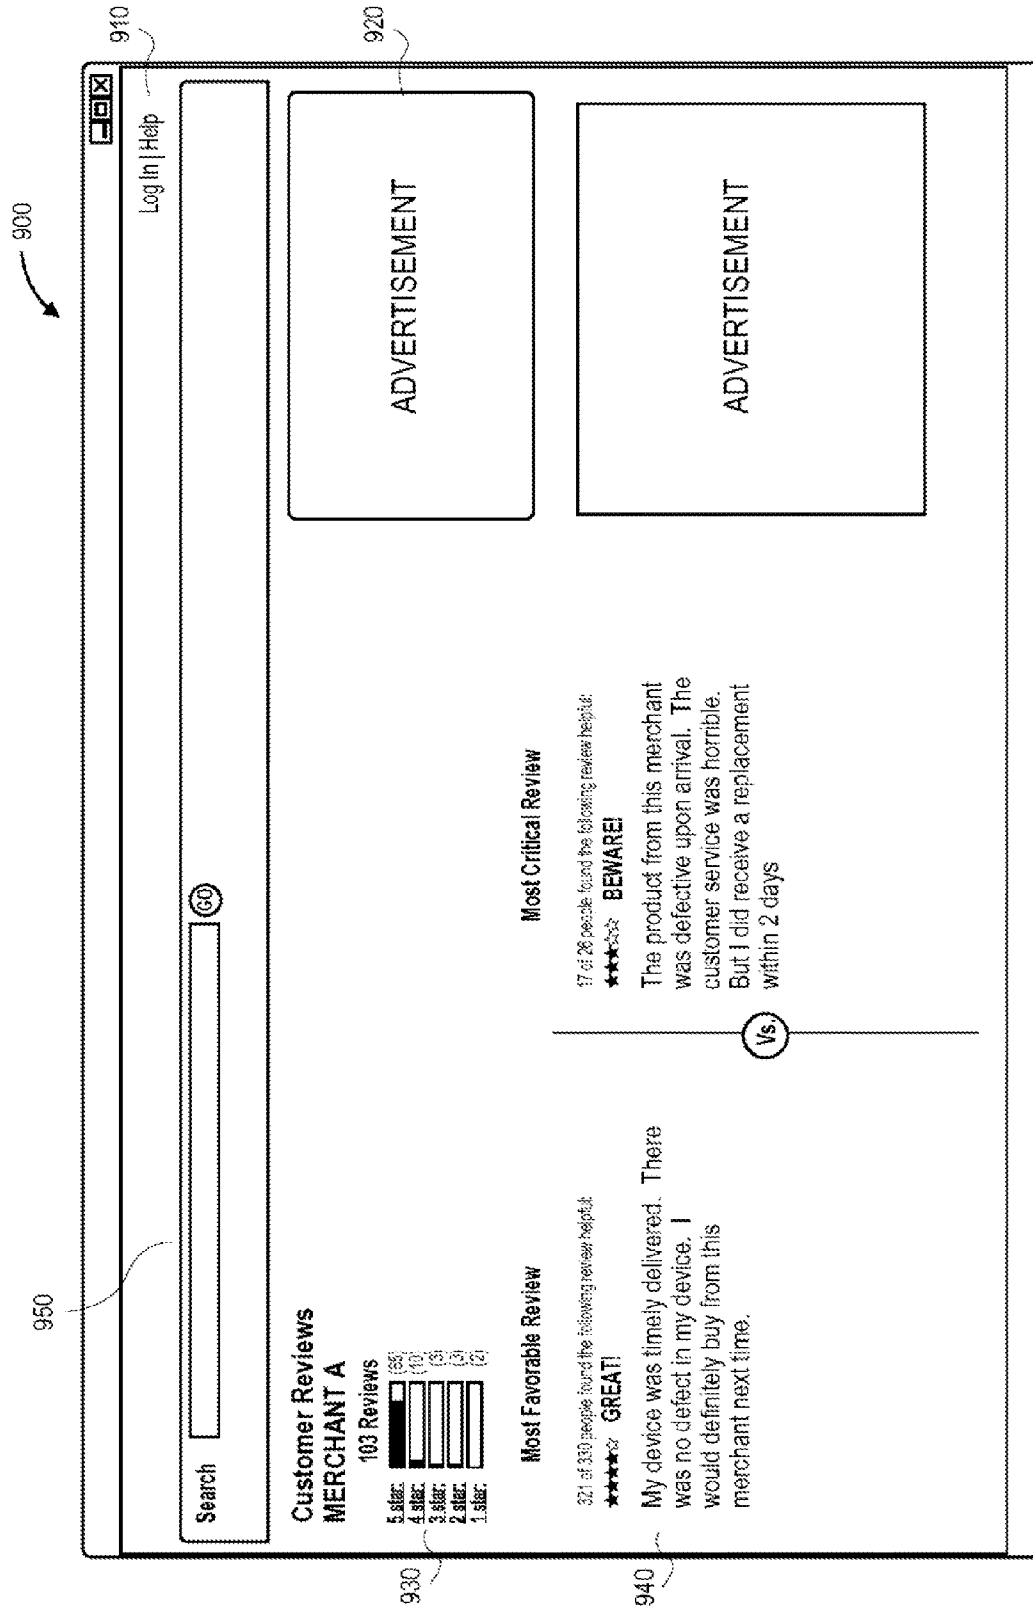 900
910
Log In | Help
950
Search GO
920
ADVERTISEMENT
Customer Reviews
MERCHANT A
103 Reviews
930
5 star: (85)
4 star: (10)
3 star: (3)
2 star: (3)
1 star: (2)
Most Favorable Review
321 of 330 people found the following review helpful:
★★★★☆ GREAT!
940
My device was timely delivered. There
was no defect in my device. I
would definitely buy from this
merchant next time.
Vs.
Most Critical Review
17 of 26 people found the following review helpful:
★★★☆☆ BEWARE!
The product from this merchant
was defective upon arrival. The
customer service was horrible.
But I did receive a replacement
within 2 days
ADVERTISEMENT